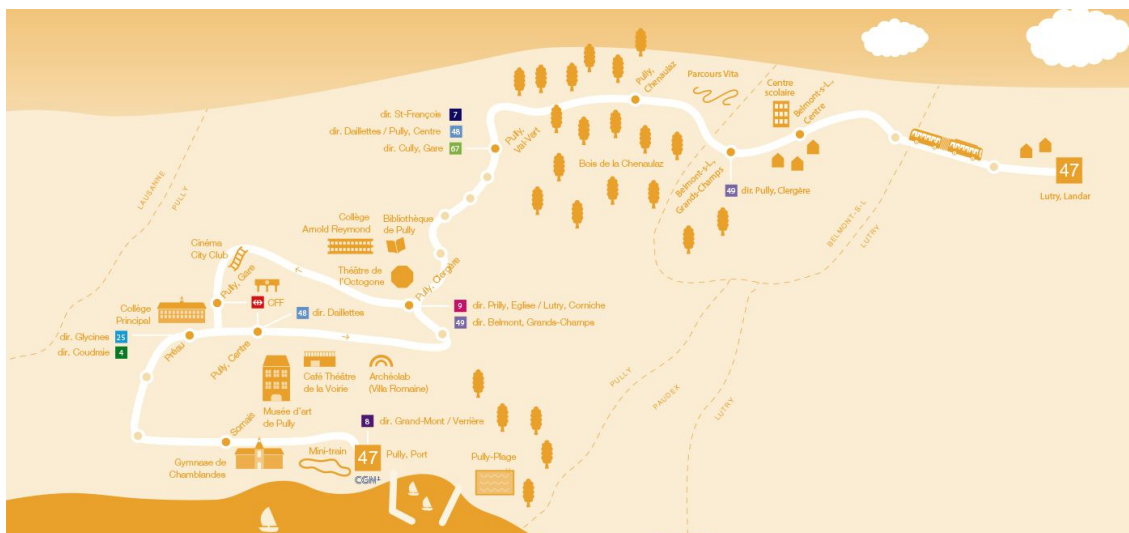 Pully,
Chenaulaz
Parcours Vita
Centre
scolaire
Belmont-s-L.,
Centre
dir. St-François 7
dir. Daillettes / Pully, Centre 48
dir. Cully, Gare 67
Pully,
Val-Vert
Bois de la Chenaulaz
Belmont-s-L.,
Grands-Champs
49 dir. Pully, Clergère
47
Lutry, Landar
LAUSANNE
PULLY
BELMONT-S-L
LUTRY
Collège
Arnold Reymond
Bibliothèque
de Pully
Cinéma
City Club
Théâtre de
l'Octogone
Pully, Clergère
Pully, Gare
CFF
Collège
Principal
48 dir. Daillettes
9 dir. Prilly, Eglise / Lutry, Corniche
49 dir. Belmont, Grands-Champs
dir. Glycines 25
dir. Coudraie 4
Préau
Pully, Centre
Café Théâtre
de la Voirie
Archéolab
(Villa Romaine)
Musée d'art
de Pully
PULLY
PAUDEX
LUTRY
8 dir. Grand-Mont / Verrière
Somais
Gymnase de
Chamblandes
Mini-train
47
Pully, Port
CGN
Pully-Plage